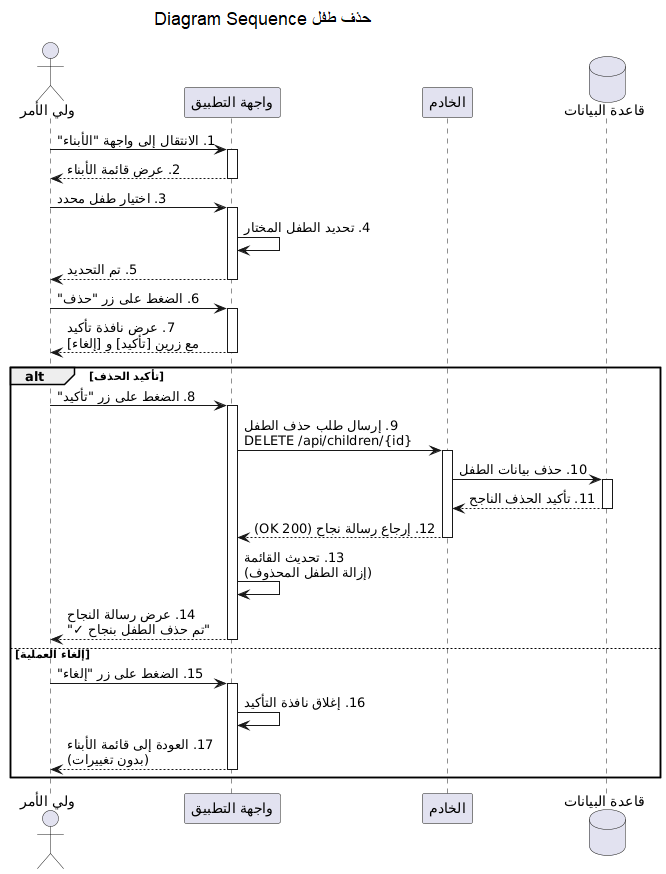 حذف طفل Diagram Sequence
ولي الأمر
واجهة التطبيق
الخادم
قاعدة البيانات
1. الانتقال إلى واجهة "الأبناء"
2. عرض قائمة الأبناء
3. اختيار طفل محدد
4. تحديد الطفل المختار
5. تم التحديد
6. الضغط على زر "حذف"
7. عرض نافذة تأكيد
مع زرين [تأكيد] و [إلغاء]
alt [تأكيد الحذف]
8. الضغط على زر "تأكيد"
9. إرسال طلب حذف الطفل
DELETE /api/children/{id}
10. حذف بيانات الطفل
11. تأكيد الحذف الناجح
12. إرجاع رسالة نجاح (200 OK)
13. تحديث القائمة
(إزالة الطفل المحذوف)
14. عرض رسالة النجاح
"تم حذف الطفل بنجاح ✓"
[إلغاء العملية]
15. الضغط على زر "إلغاء"
16. إغلاق نافذة التأكيد
17. العودة إلى قائمة الأبناء
(بدون تغييرات)
ولي الأمر
واجهة التطبيق
الخادم
قاعدة البيانات